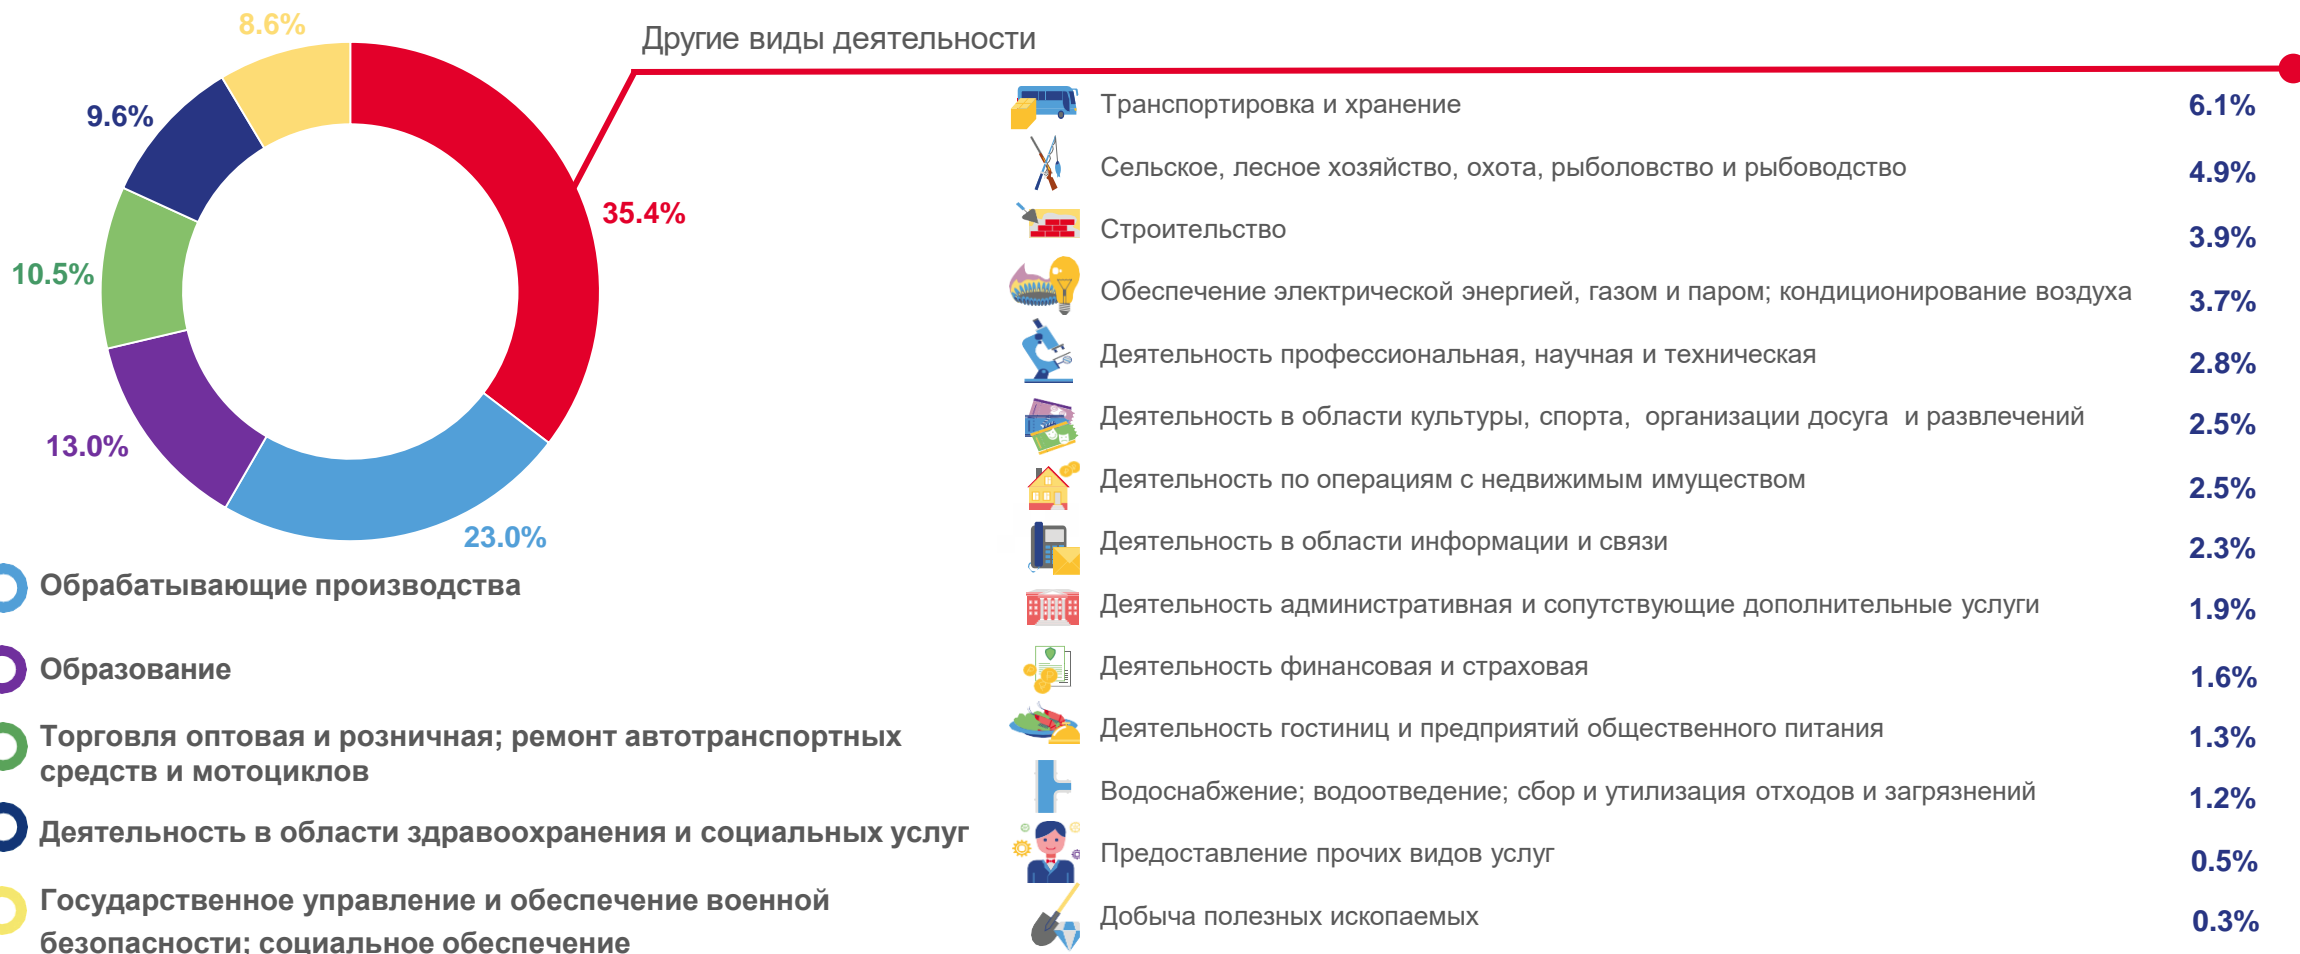 8.6%
9.6%
10.5%
13.0%
23.0%
35.4%
Обрабатывающие производства
Образование
Торговля оптовая и розничная; ремонт автотранспортных
средств и мотоциклов
Деятельность в области здравоохранения и социальных услуг
Государственное управление и обеспечение военной
безопасности; социальное обеспечение
Другие виды деятельности
Транспортировка и хранение 6.1%
Сельское, лесное хозяйство, охота, рыболовство и рыбоводство 4.9%
Строительство 3.9%
Обеспечение электрической энергией, газом и паром; кондиционирование воздуха 3.7%
Деятельность профессиональная, научная и техническая 2.8%
Деятельность в области культуры, спорта, организации досуга и развлечений 2.5%
Деятельность по операциям с недвижимым имуществом 2.5%
Деятельность в области информации и связи 2.3%
Деятельность административная и сопутствующие дополнительные услуги 1.9%
Деятельность финансовая и страховая 1.6%
Деятельность гостиниц и предприятий общественного питания 1.3%
Водоснабжение; водоотведение; сбор и утилизация отходов и загрязнений 1.2%
Предоставление прочих видов услуг 0.5%
Добыча полезных ископаемых 0.3%